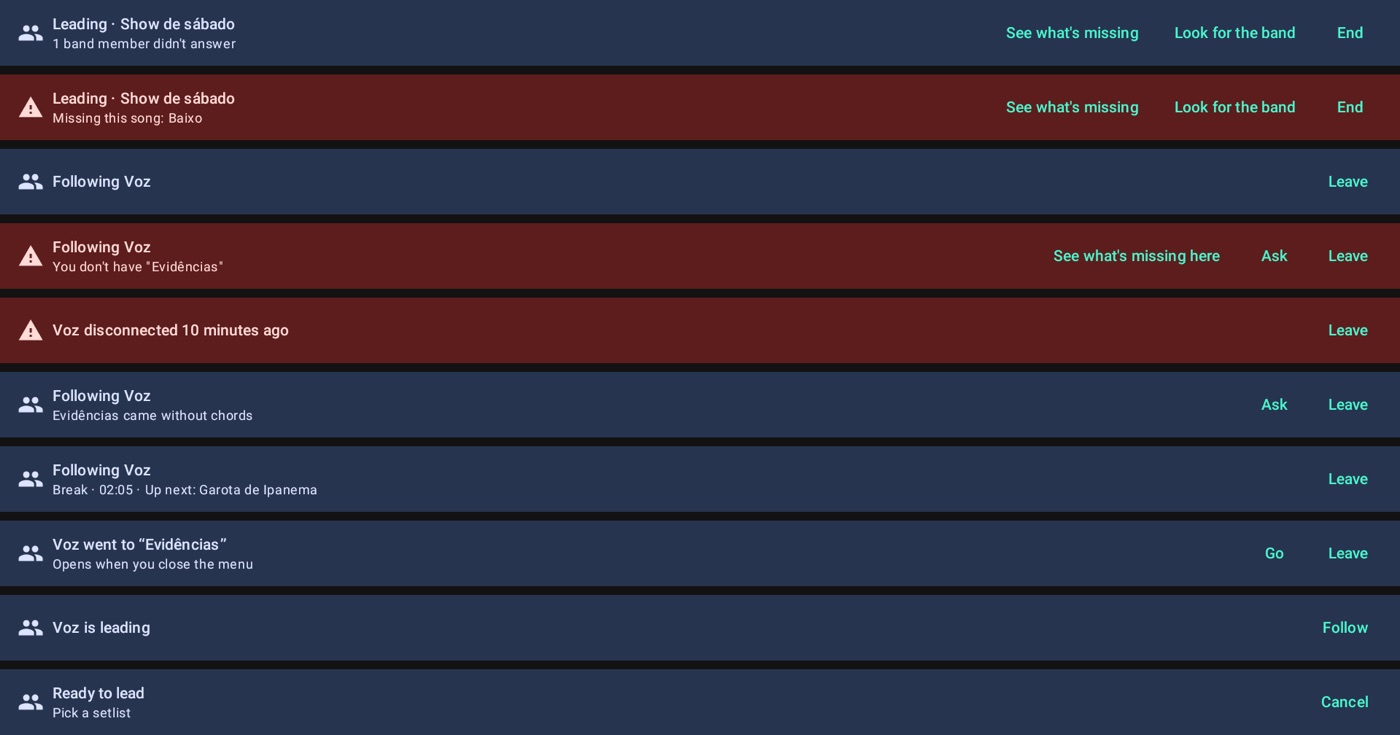 Leading · Show de sábado
1 band member didn't answer
See what's missing
Look for the band
End
Leading · Show de sábado
Missing this song: Baixo
See what's missing
Look for the band
End
Following Voz
Leave
Following Voz
You don't have "Evidências"
See what's missing here
Ask
Leave
Voz disconnected 10 minutes ago
Leave
Following Voz
Evidências came without chords
Ask
Leave
Following Voz
Break · 02:05 · Up next: Garota de Ipanema
Leave
Voz went to “Evidências”
Opens when you close the menu
Go
Leave
Voz is leading
Follow
Ready to lead
Pick a setlist
Cancel